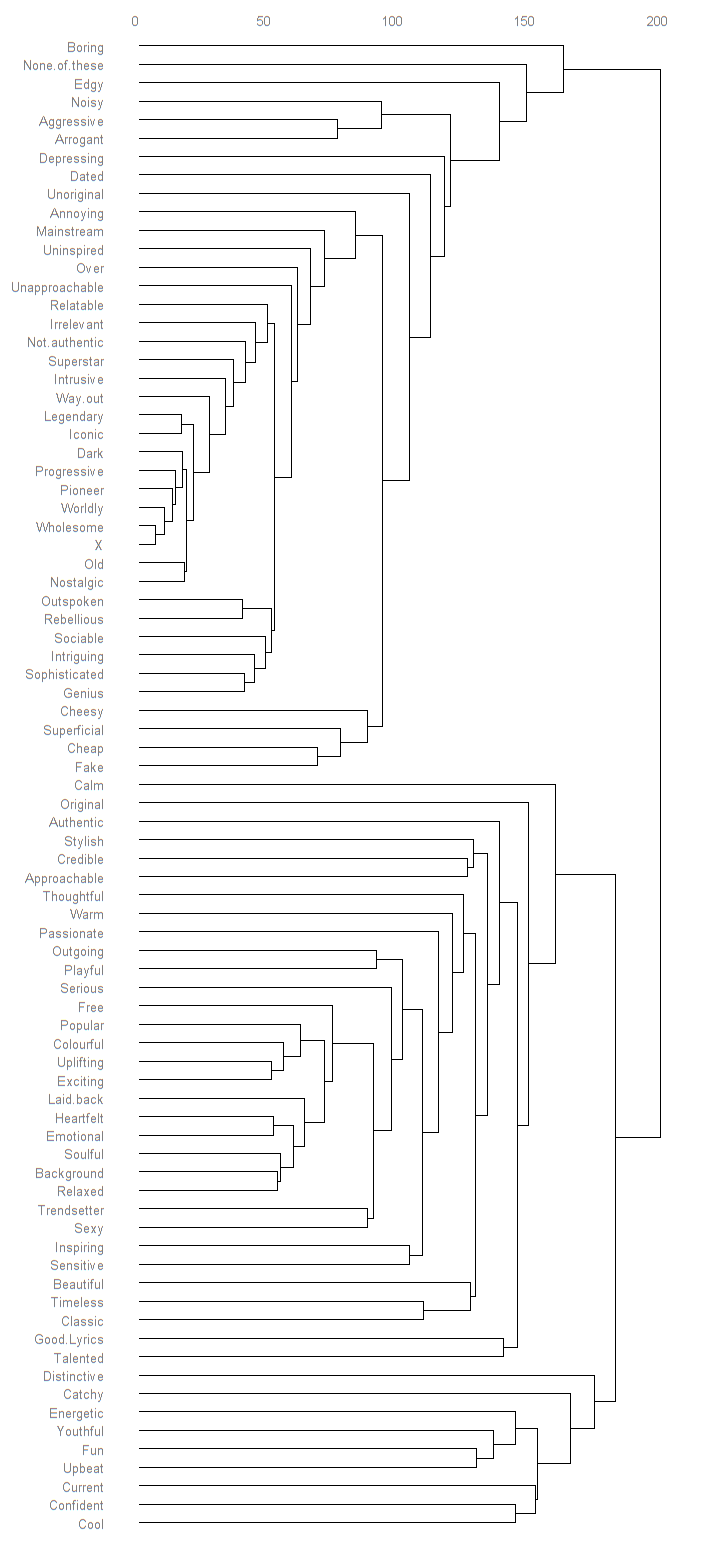 0 50 100 150 200
Boring
None.of.these
Edgy
Noisy
Aggressive
Arrogant
Depressing
Dated
Unoriginal
Annoying
Mainstream
Uninspired
Over
Unapproachable
Relatable
Irrelevant
Not.authentic
Superstar
Intrusive
Way.out
Legendary
Iconic
Dark
Progressive
Pioneer
Worldly
Wholesome
X
Old
Nostalgic
Outspoken
Rebellious
Sociable
Intriguing
Sophisticated
Genius
Cheesy
Superficial
Cheap
Fake
Calm
Original
Authentic
Stylish
Credible
Approachable
Thoughtful
Warm
Passionate
Outgoing
Playful
Serious
Free
Popular
Colourful
Uplifting
Exciting
Laid.back
Heartfelt
Emotional
Soulful
Background
Relaxed
Trendsetter
Sexy
Inspiring
Sensitive
Beautiful
Timeless
Classic
Good.Lyrics
Talented
Distinctive
Catchy
Energetic
Youthful
Fun
Upbeat
Current
Confident
Cool